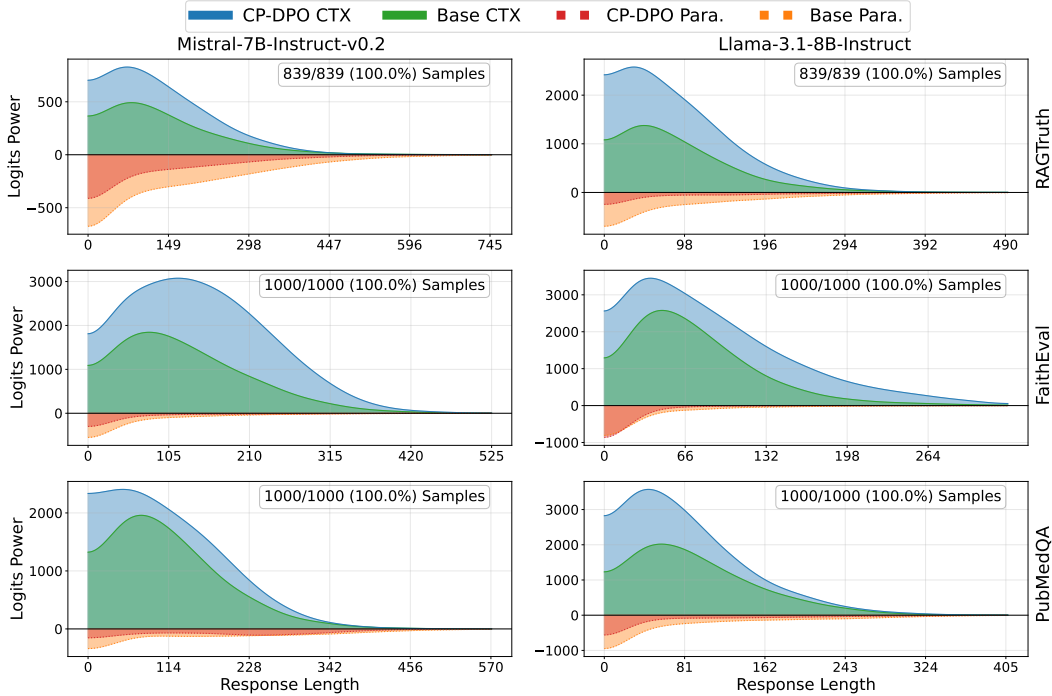 CP-DPO CTX Base CTX CP-DPO Para. Base Para.
Mistral-7B-Instruct-v0.2
Llama-3.1-8B-Instruct
Logits Power
500
0
−500
839/839 (100.0%) Samples
0 149 298 447 596 745
2000
1000
0
839/839 (100.0%) Samples
0 98 196 294 392 490
RAGTruth
Logits Power
3000
2000
1000
0
1000/1000 (100.0%) Samples
0 105 210 315 420 525
3000
2000
1000
0
−1000
1000/1000 (100.0%) Samples
0 66 132 198 264
FaithEval
Logits Power
2000
1000
0
1000/1000 (100.0%) Samples
0 114 228 342 456 570
Response Length
3000
2000
1000
0
−1000
1000/1000 (100.0%) Samples
0 81 162 243 324 405
Response Length
PubMedQA